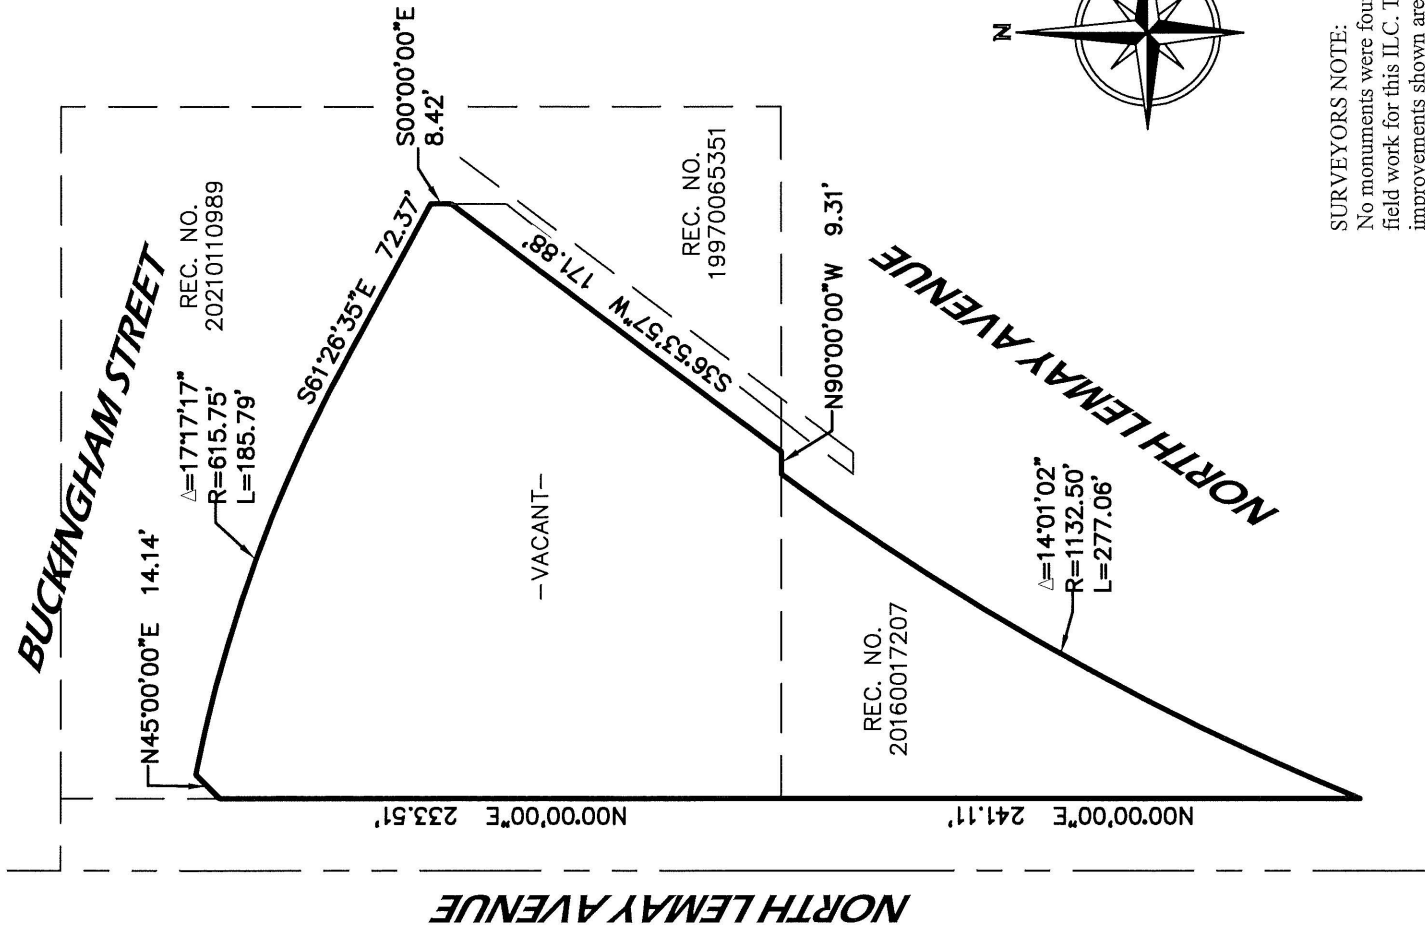 BUCKINGHAM STREET
N45°00'00"E 14.14'
△=17°17'17"
R=615.75'
L=185.79'
REC. NO.
20210110989
S61°26'35"E 72.37'
S00°00'00"E
8.42'
N
REC. NO.
19970065351
S36°53'57"W 171.88'
N90°00'00"W 9.31'
-VACANT-
N00°00'00"E 233.51'
N00°00'00"E 241.11'
REC. NO.
20160017207
△=14°01'02"
R=1132.50'
L=277.06'
NORTH LEMAY AVENUE
NORTH LEMAY AVENUE
SURVEYORS NOTE:
No monuments were
field work for this ILC.
improvements shown are